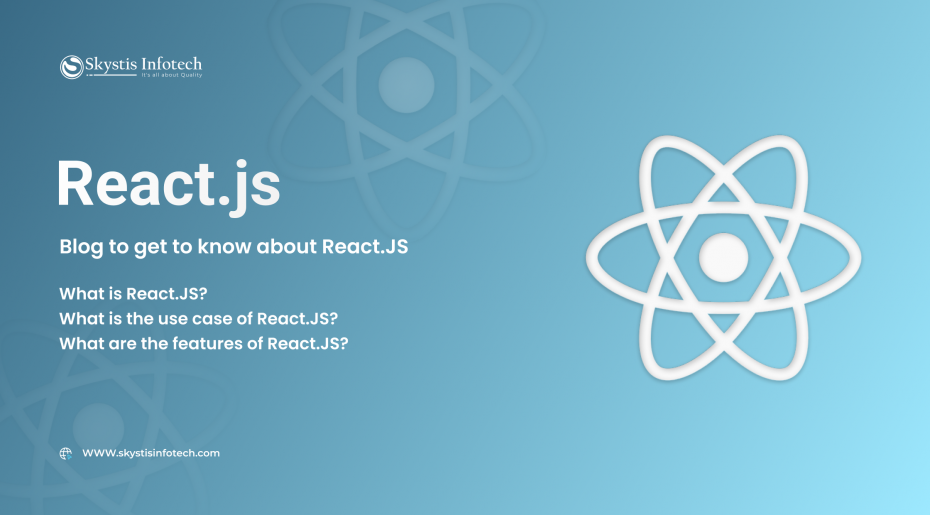 Skystis Infotech
It's all about Quality
React.js
Blog to get to know about React.JS
What is React.JS?
What is the use case of React.JS?
What are the features of React.JS?
WWW.skystisinfotech.com